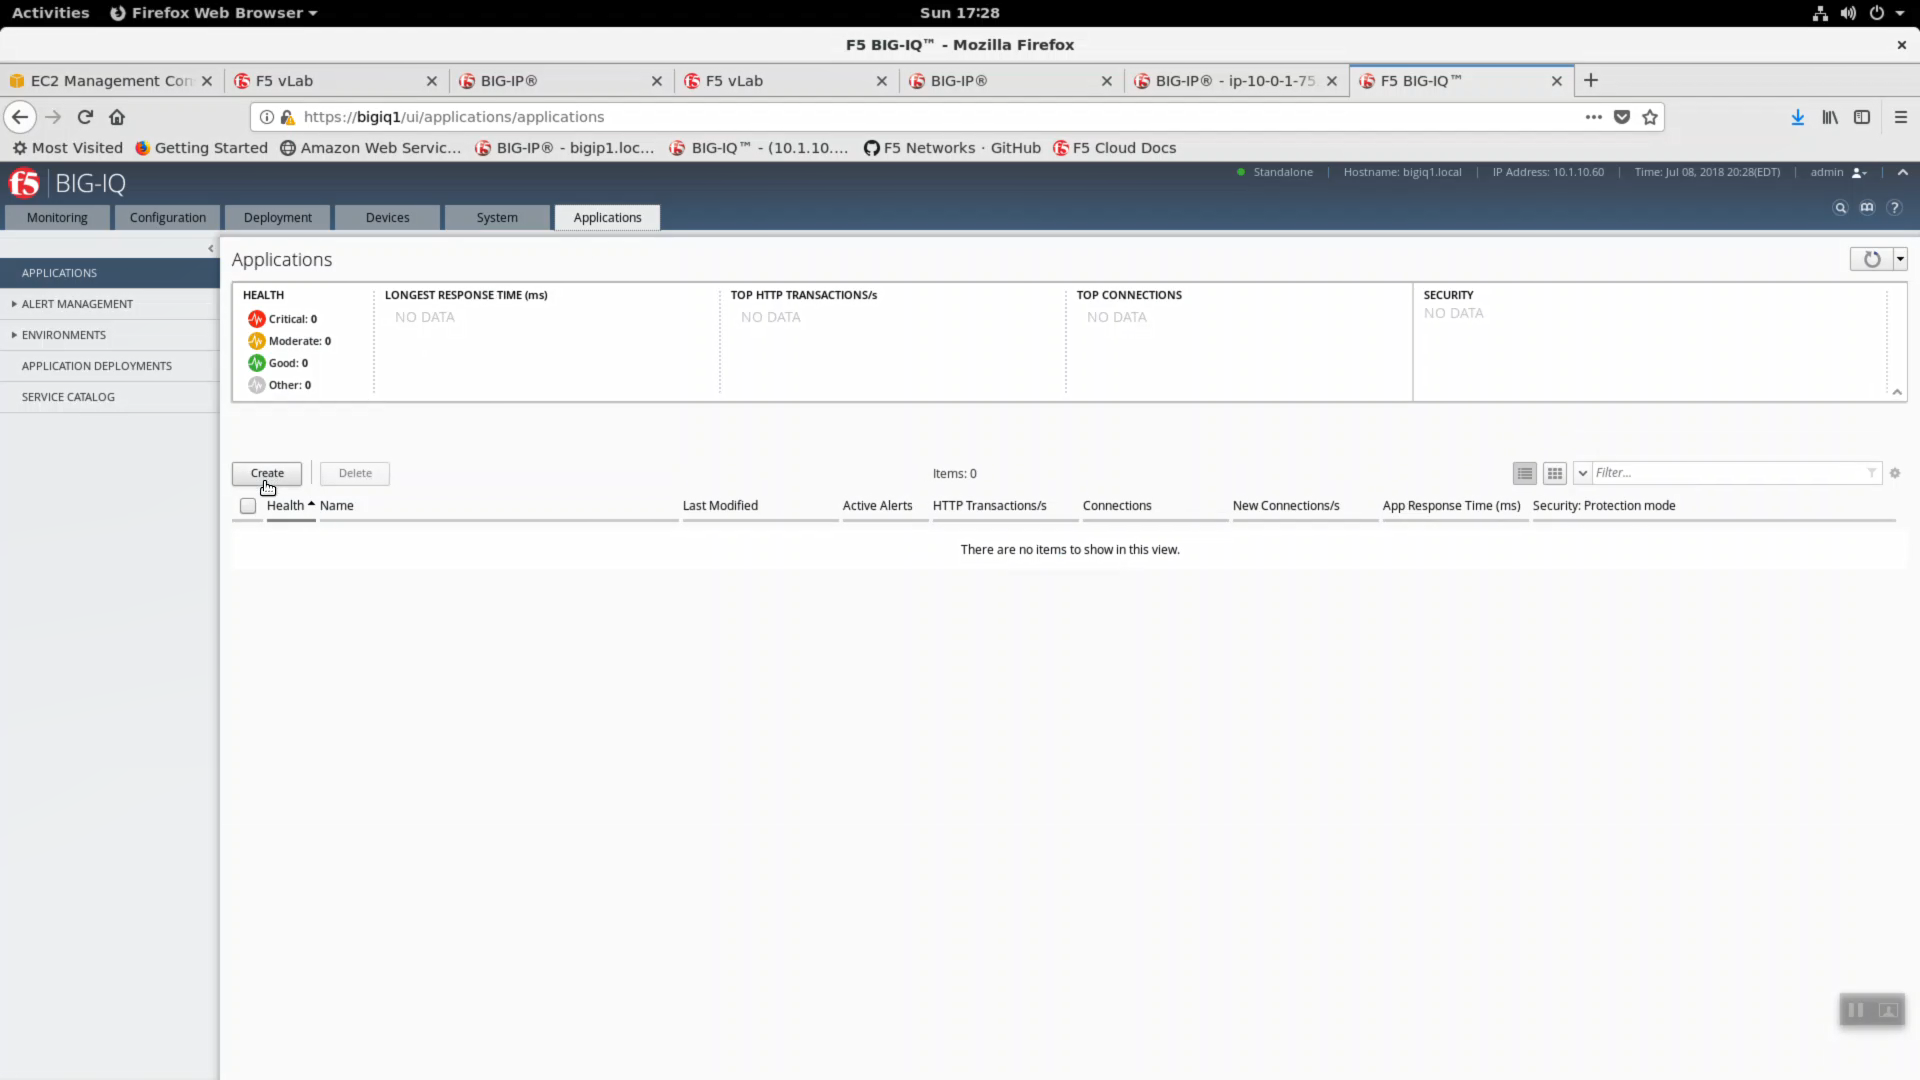 Activities Firefox Web Browser Sun 17:28
F5 BIG-IQ™ - Mozilla Firefox
EC2 Management Con F5 vLab BIG-IP® F5 vLab BIG-IP® BIG-IP® - ip-10-0-1-75 F5 BIG-IQ™
https://bigiq1/ui/applications/applications
Most Visited Getting Started Amazon Web Servic... BIG-IP® - bigip1.loc... BIG-IQ™ - (10.1.10.... F5 Networks · GitHub F5 Cloud Docs
f5 BIG-IQ Standalone Hostname: bigiq1.local IP Address: 10.1.10.60 Time: Jul 08, 2018 20:28(EDT) admin
Monitoring Configuration Deployment Devices System Applications
APPLICATIONS
ALERT MANAGEMENT
ENVIRONMENTS
APPLICATION DEPLOYMENTS
SERVICE CATALOG
Applications
HEALTH LONGEST RESPONSE TIME (ms) TOP HTTP TRANSACTIONS/s TOP CONNECTIONS SECURITY
Critical: 0 NO DATA NO DATA NO DATA NO DATA
Moderate: 0
Good: 0
Other: 0
Create Delete Items: 0 Filter...
Health Name Last Modified Active Alerts HTTP Transactions/s Connections New Connections/s App Response Time (ms) Security: Protection mode
There are no items to show in this view.